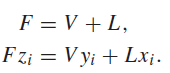 F = V + L,
Fz_i = Vy_i + Lx_i.